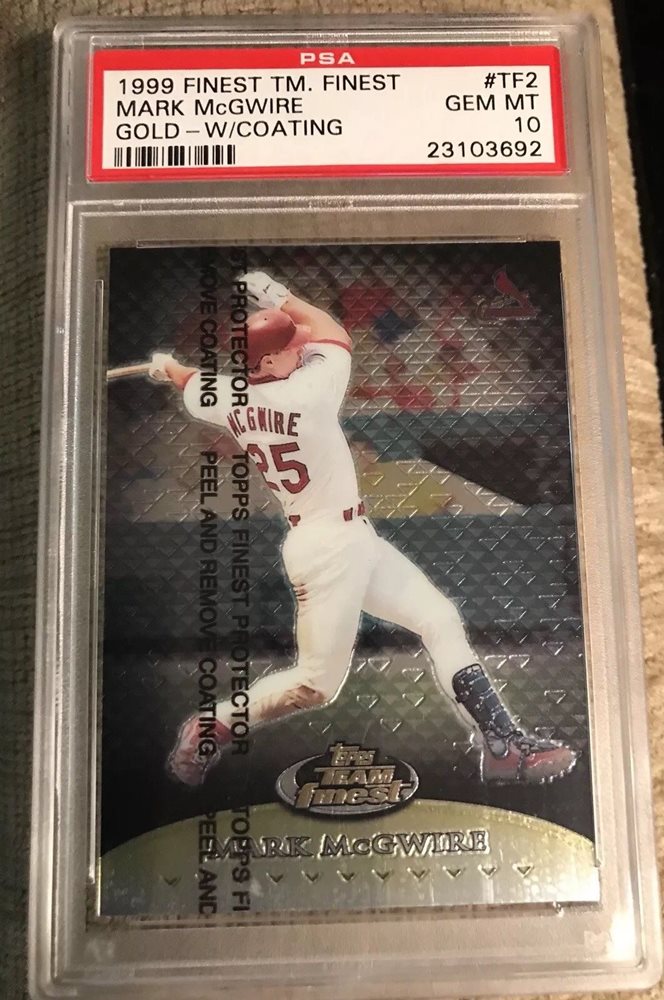 PSA
1999 FINEST TM. FINEST #TF2
MARK McGWIRE GEM MT
GOLD - W/COATING 10
23103692
MCGWIRE
25
PROTECTOR TOPPS FINEST PROTECTOR TOPPS FI
MOVE COATING PEEL AND REMOVE COATING PEEL AND
Topps
TEAM
finest
MARK McGWIRE